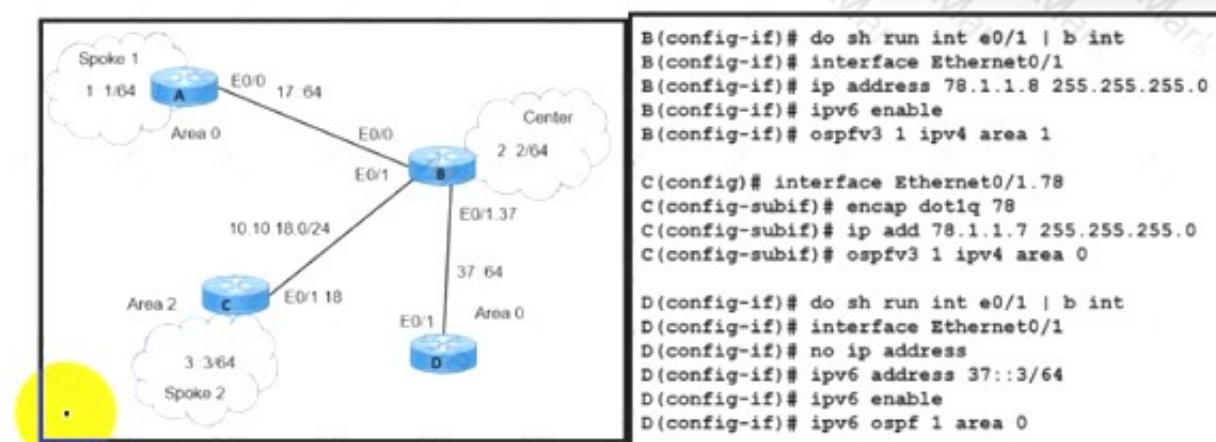 Spoke 1
1 1/64
A
E0/0
17 :64
Area 0
E0/0
Center
2 2/64
B
E0/1
E0/1.37
10.10 18.0/24
37 :64
Area 2
C
E0/1 18
E0/1
Area 0
D
3 :3/64
Spoke 2
B(config-if)# do sh run int e0/1 | b int
B(config-if)# interface Ethernet0/1
B(config-if)# ip address 78.1.1.8 255.255.255.0
B(config-if)# ipv6 enable
B(config-if)# ospfv3 1 ipv4 area 1
C(config)# interface Ethernet0/1.78
C(config-subif)# encap dot1q 78
C(config-subif)# ip add 78.1.1.7 255.255.255.0
C(config-subif)# ospfv3 1 ipv4 area 0
D(config-if)# do sh run int e0/1 | b int
D(config-if)# interface Ethernet0/1
D(config-if)# no ip address
D(config-if)# ipv6 address 37::3/64
D(config-if)# ipv6 enable
D(config-if)# ipv6 ospf 1 area 0